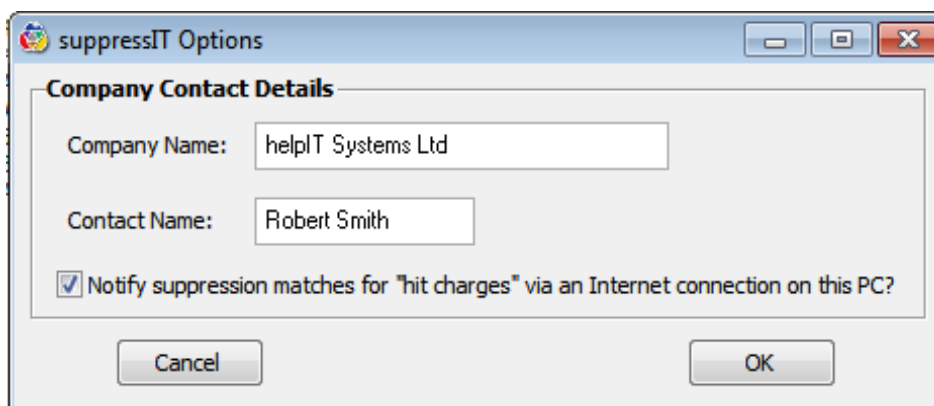 suppressIT Options
Company Contact Details
Company Name: helpIT Systems Ltd
Contact Name: Robert Smith
Notify suppression matches for "hit charges" via an Internet connection on this PC?
Cancel OK